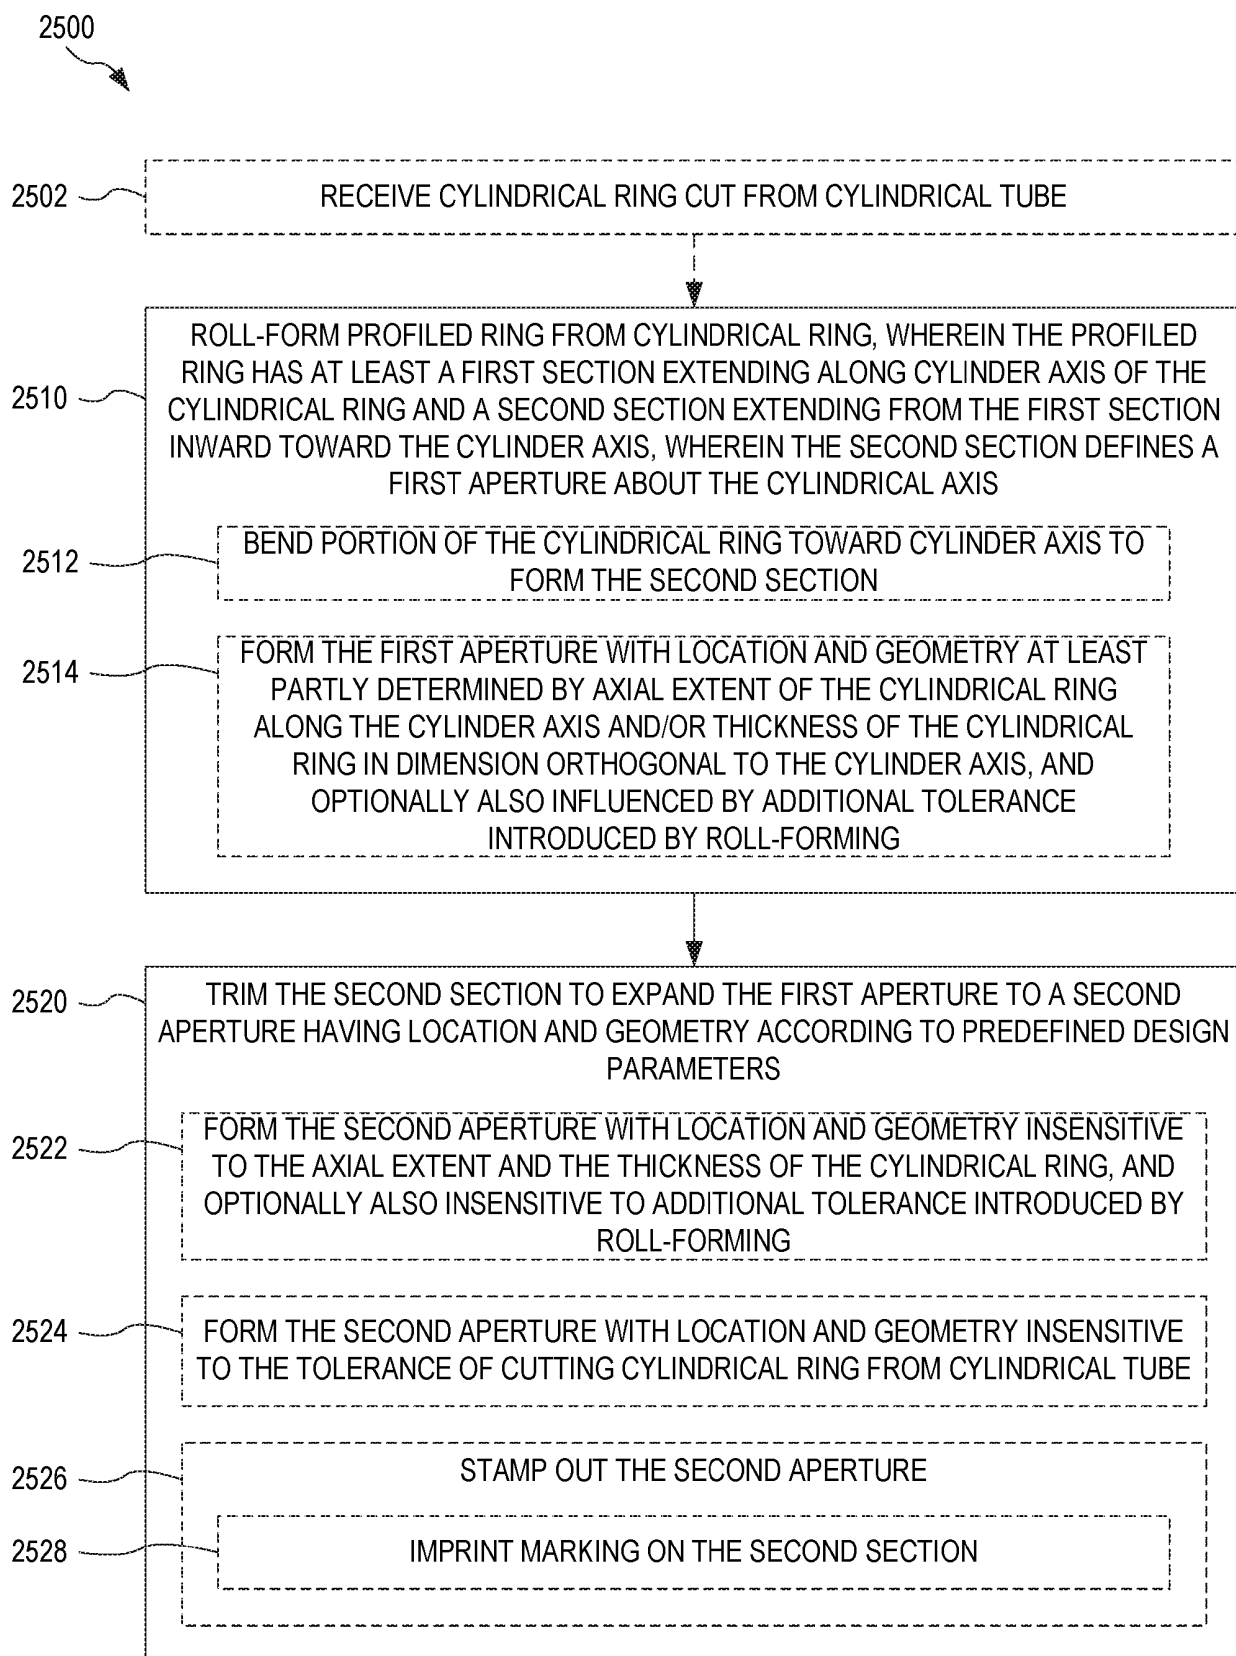 2500
2502
RECEIVE CYLINDRICAL RING CUT FROM CYLINDRICAL TUBE
2510
ROLL-FORM PROFILED RING FROM CYLINDRICAL RING, WHEREIN THE PROFILED
RING HAS AT LEAST A FIRST SECTION EXTENDING ALONG CYLINDER AXIS OF THE
CYLINDRICAL RING AND A SECOND SECTION EXTENDING FROM THE FIRST SECTION
INWARD TOWARD THE CYLINDER AXIS, WHEREIN THE SECOND SECTION DEFINES A
FIRST APERTURE ABOUT THE CYLINDRICAL AXIS
2512
BEND PORTION OF THE CYLINDRICAL RING TOWARD CYLINDER AXIS TO
FORM THE SECOND SECTION
2514
FORM THE FIRST APERTURE WITH LOCATION AND GEOMETRY AT LEAST
PARTLY DETERMINED BY AXIAL EXTENT OF THE CYLINDRICAL RING
ALONG THE CYLINDER AXIS AND/OR THICKNESS OF THE CYLINDRICAL
RING IN DIMENSION ORTHOGONAL TO THE CYLINDER AXIS, AND
OPTIONALLY ALSO INFLUENCED BY ADDITIONAL TOLERANCE
INTRODUCED BY ROLL-FORMING
2520
TRIM THE SECOND SECTION TO EXPAND THE FIRST APERTURE TO A SECOND
APERTURE HAVING LOCATION AND GEOMETRY ACCORDING TO PREDEFINED DESIGN
PARAMETERS
2522
FORM THE SECOND APERTURE WITH LOCATION AND GEOMETRY INSENSITIVE
TO THE AXIAL EXTENT AND THE THICKNESS OF THE CYLINDRICAL RING, AND
OPTIONALLY ALSO INSENSITIVE TO ADDITIONAL TOLERANCE INTRODUCED BY
ROLL-FORMING
2524
FORM THE SECOND APERTURE WITH LOCATION AND GEOMETRY INSENSITIVE
TO THE TOLERANCE OF CUTTING CYLINDRICAL RING FROM CYLINDRICAL TUBE
2526
STAMP OUT THE SECOND APERTURE
2528
IMPRINT MARKING ON THE SECOND SECTION